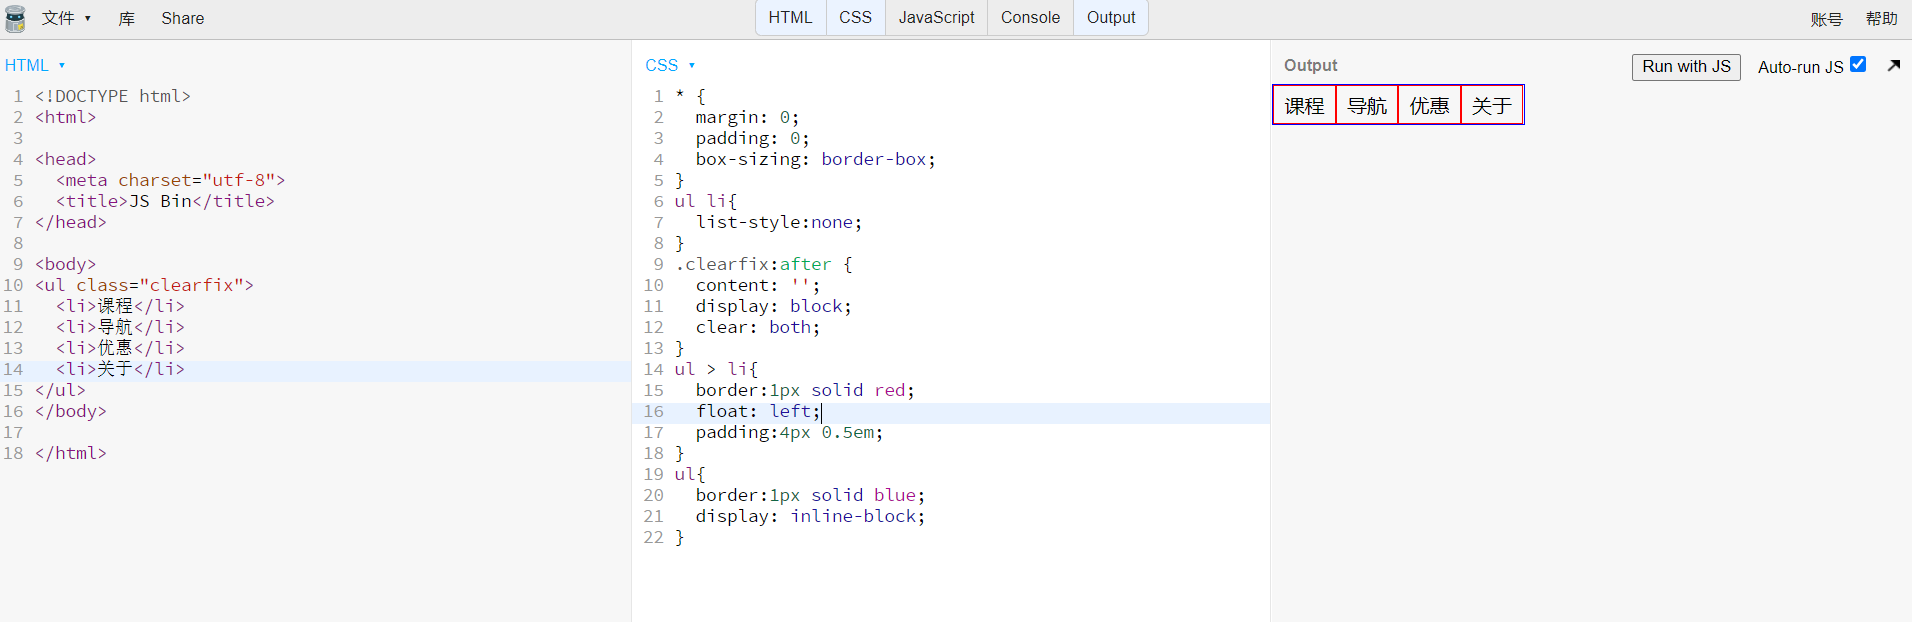 文件 ▾ 库 Share HTML CSS JavaScript Console Output 账号 帮助
HTML ▾
1 <!DOCTYPE html>
2 <html>
3
4 <head>
5   <meta charset="utf-8">
6   <title>JS Bin</title>
7 </head>
8
9 <body>
10 <ul class="clearfix">
11   <li>课程</li>
12   <li>导航</li>
13   <li>优惠</li>
14   <li>关于</li>
15 </ul>
16 </body>
17
18 </html>
CSS ▾
1 * {
2   margin: 0;
3   padding: 0;
4   box-sizing: border-box;
5 }
6 ul li{
7   list-style:none;
8 }
9 .clearfix:after {
10   content: '';
11   display: block;
12   clear: both;
13 }
14 ul > li{
15   border:1px solid red;
16   float: left;
17   padding:4px 0.5em;
18 }
19 ul{
20   border:1px solid blue;
21   display: inline-block;
22 }
Output Run with JS Auto-run JS
课程 导航 优惠 关于